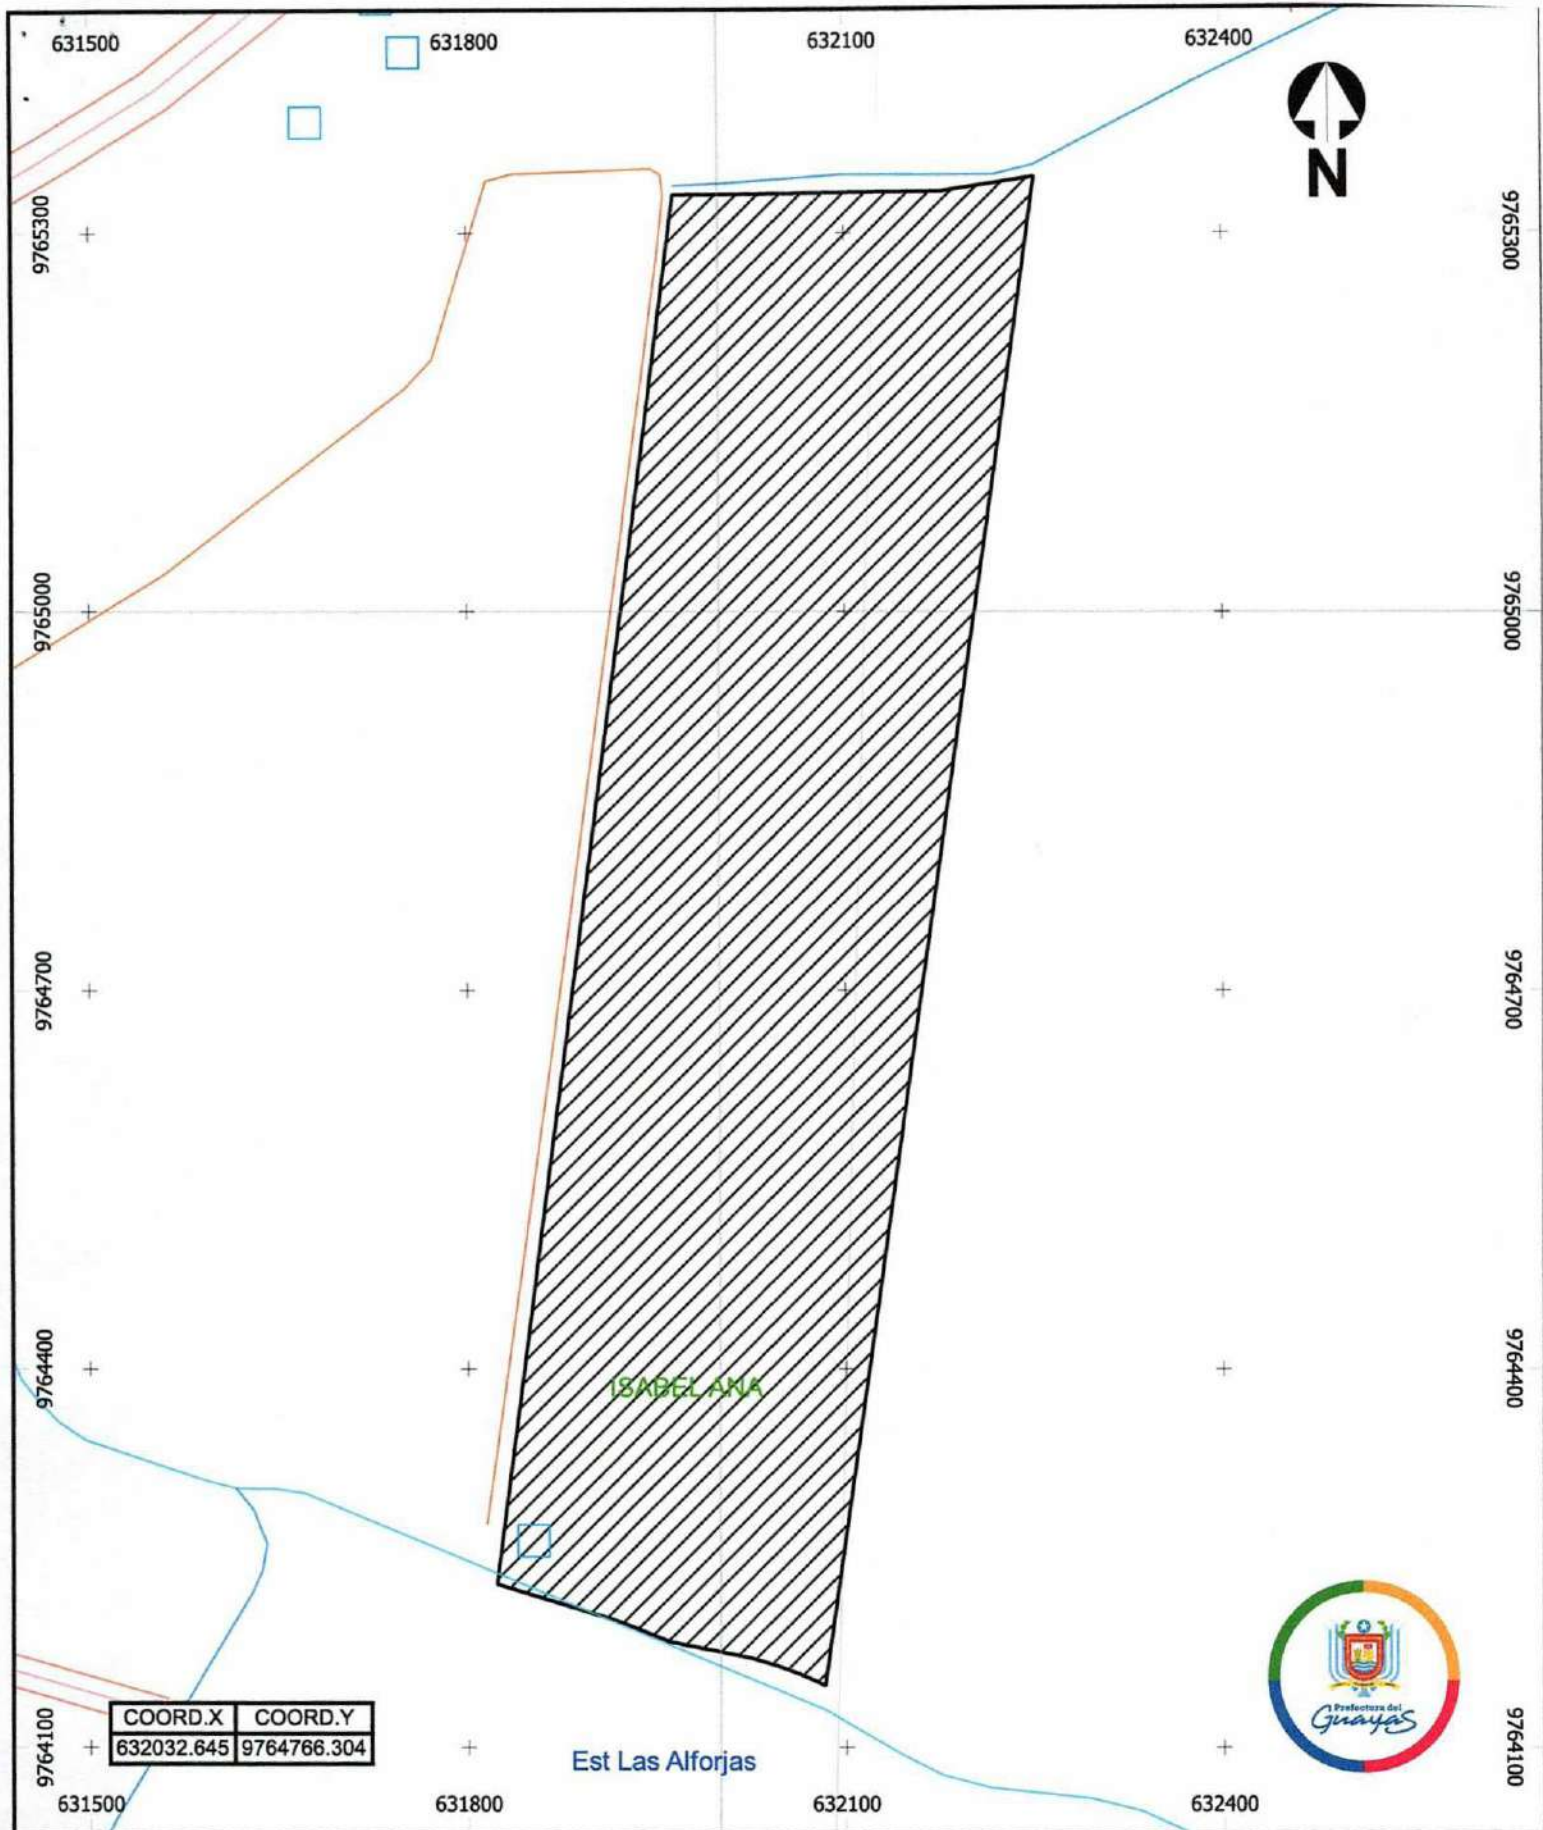 631500 631800 632100 632400
N
9765300 9765300
9765000 9765000
9764700 9764700
9764400 9764400
ISABEL ANA
COORD.X COORD.Y
632032.645 9764766.304
Est Las Alforjas
Prefectura del
Guayas
9764100 9764100
631500 631800 632100 632400